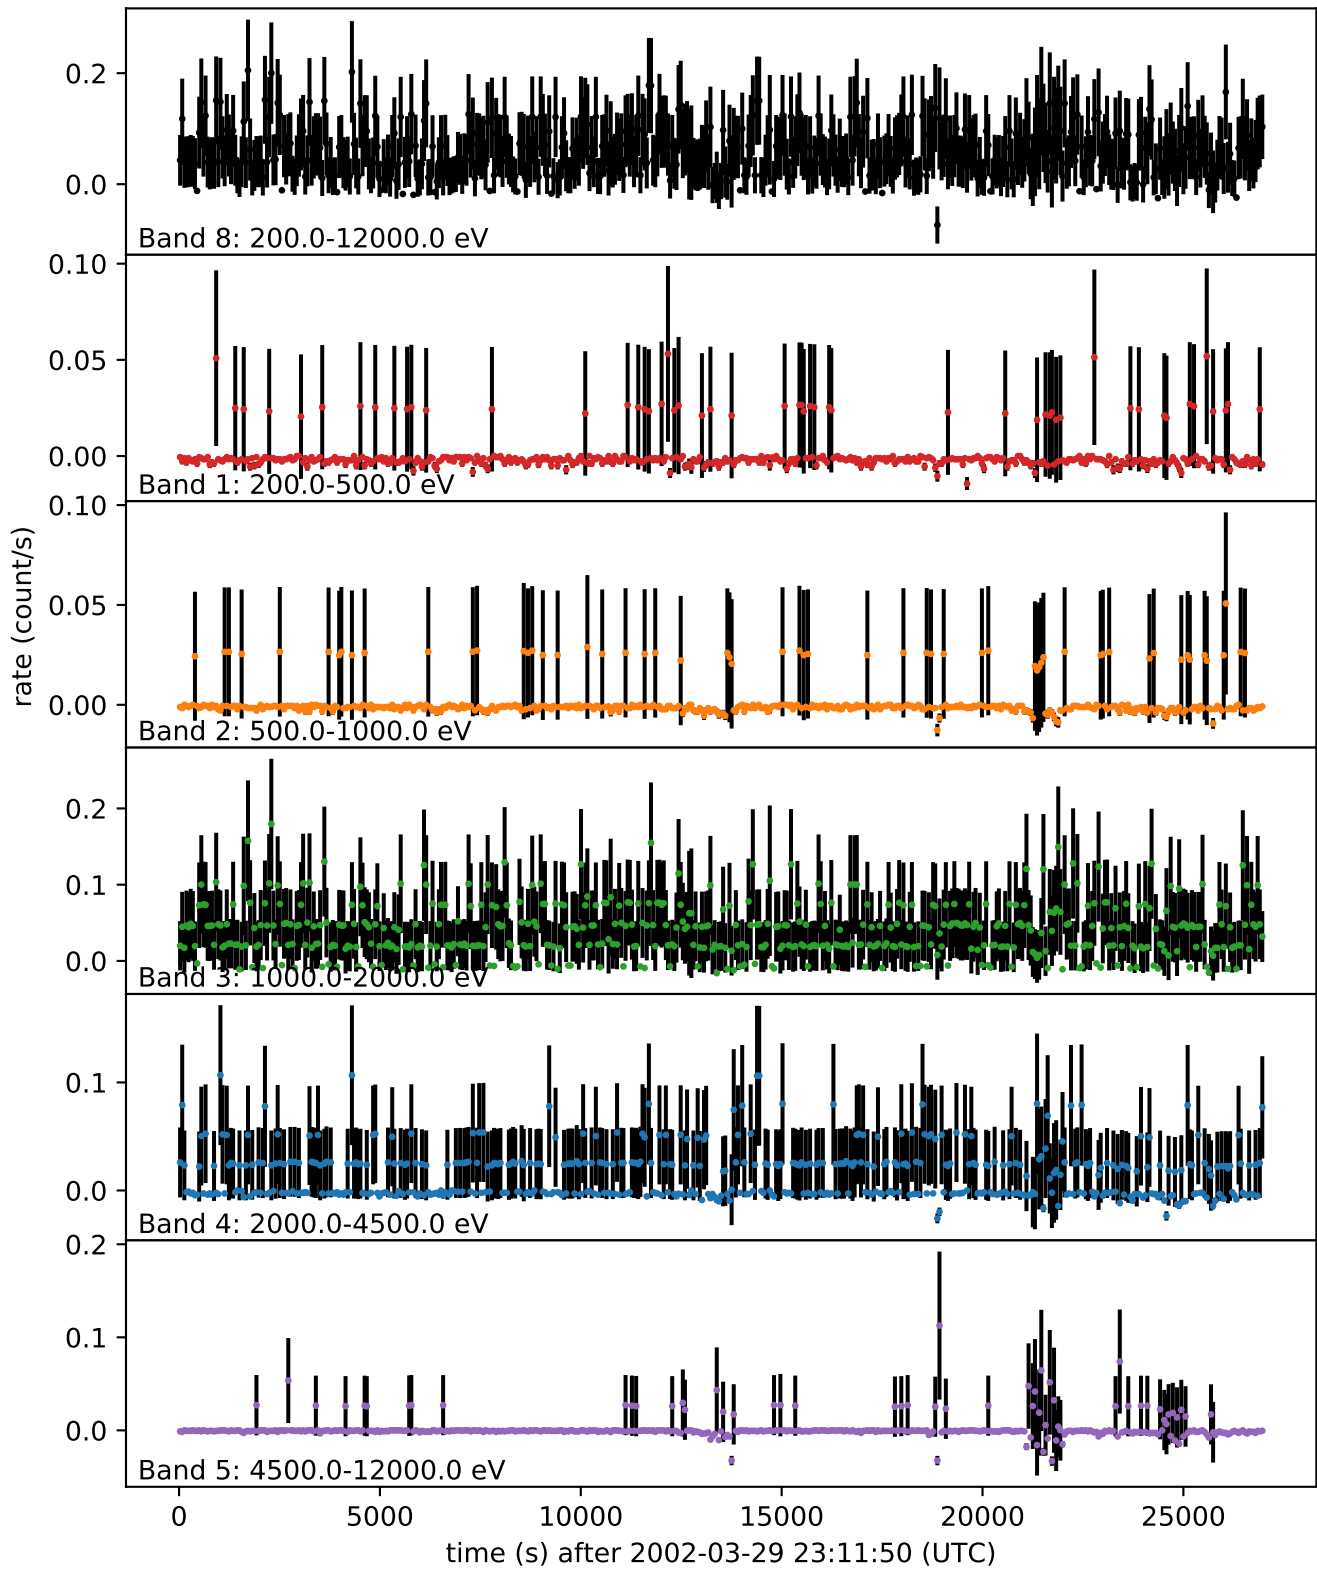 0.2
0.0
Band 8: 200.0-12000.0 eV
0.10
0.05
0.00
Band 1: 200.0-500.0 eV
0.10
0.05
0.00
Band 2: 500.0-1000.0 eV
rate (count/s)
0.2
0.1
0.0
Band 3: 1000.0-2000.0 eV
0.1
0.0
Band 4: 2000.0-4500.0 eV
0.2
0.1
0.0
Band 5: 4500.0-12000.0 eV
0 5000 10000 15000 20000 25000
time (s) after 2002-03-29 23:11:50 (UTC)